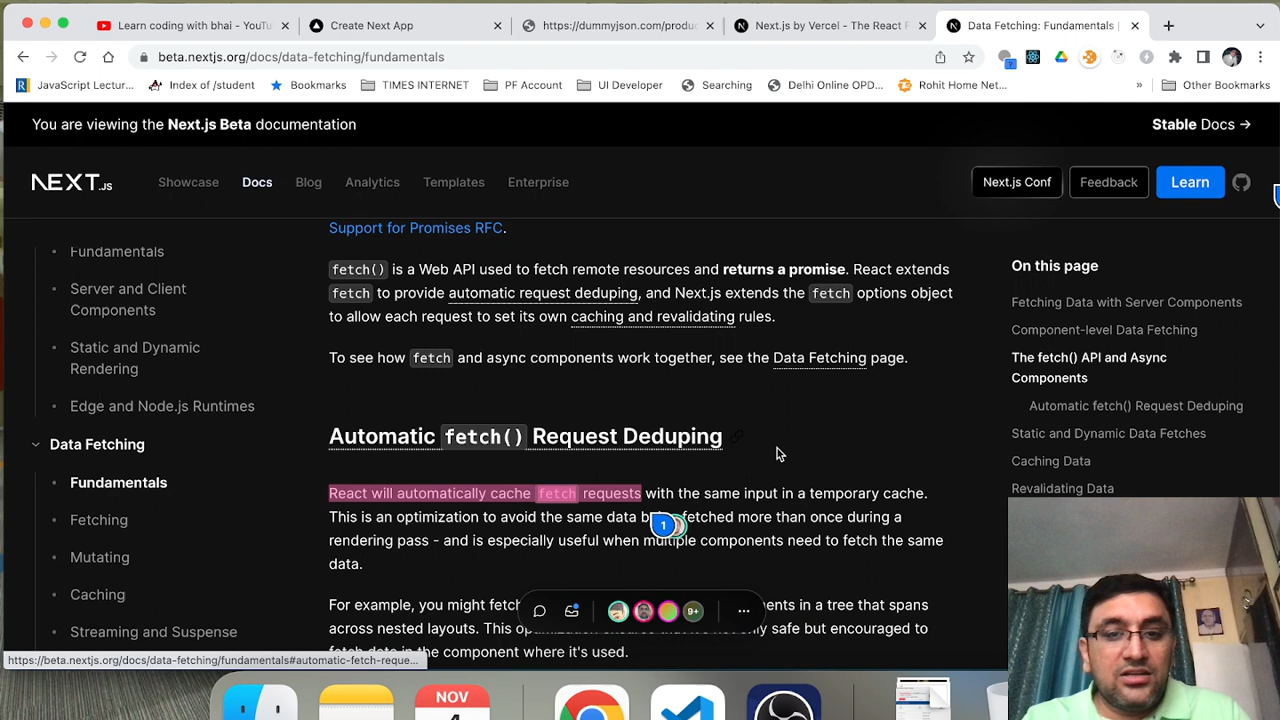 Learn coding with bhai - YouTu
Create Next App
https://dummyjson.com/produc
Next.js by Vercel - The React F
Data Fetching: Fundamentals |
beta.nextjs.org/docs/data-fetching/fundamentals
JavaScript Lectur...
Index of /student
Bookmarks
TIMES INTERNET
PF Account
UI Developer
Searching
Delhi Online OPD...
Rohit Home Net...
»
Other Bookmarks
You are viewing the Next.js Beta documentation
Stable Docs →
NEXT.JS
Showcase
Docs
Blog
Analytics
Templates
Enterprise
Next.js Conf
Feedback
Learn
Fundamentals
Server and Client
Components
Static and Dynamic
Rendering
Edge and Node.js Runtimes
Data Fetching
Fundamentals
Fetching
Mutating
Caching
Streaming and Suspense
Support for Promises RFC.
fetch() is a Web API used to fetch remote resources and returns a promise. React extends
fetch to provide automatic request deduping, and Next.js extends the fetch options object
to allow each request to set its own caching and revalidating rules.
To see how fetch and async components work together, see the Data Fetching page.
Automatic fetch() Request Deduping
React will automatically cache fetch requests with the same input in a temporary cache.
This is an optimization to avoid the same data fetched more than once during a
rendering pass - and is especially useful when multiple components need to fetch the same
data.
For example, you might fetch ents in a tree that spans
across nested layouts. This optimization only safe but encouraged to
fetch data in the component where it's used.
1
9+
On this page
Fetching Data with Server Components
Component-level Data Fetching
The fetch() API and Async
Components
Automatic fetch() Request Deduping
Static and Dynamic Data Fetches
Caching Data
Revalidating Data
https://beta.nextjs.org/docs/data-fetching/fundamentals#automatic-fetch-reque...
NOV
4